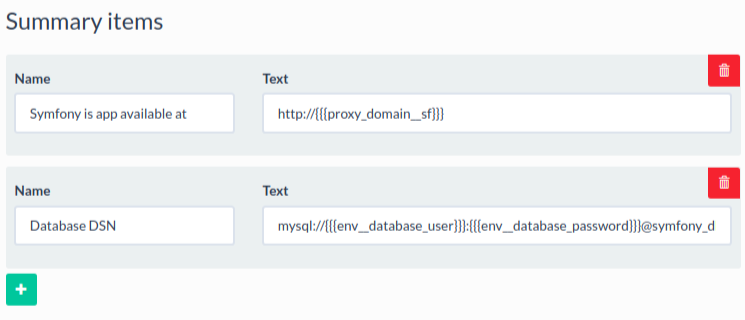 Summary items
Name Text
Symfony is app available at http://{{{proxy_domain__sf}}}
Name Text
Database DSN mysql://{{{env__database_user}}}:{{{env__database_password}}}@symfony_d